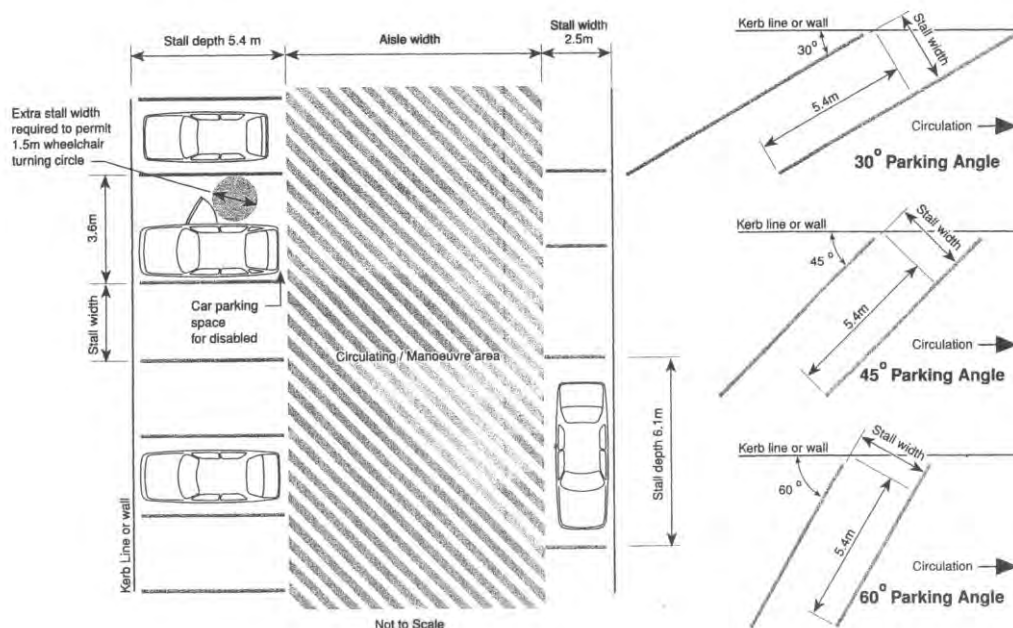 Stall depth 5.4 m
Aisle width
Stall width
2.5m
Extra stall width
required to permit
1.5m wheelchair
turning circle
3.6m
Stall width
Car parking
space
for disabled
Circulating / Manoeuvre area
Stall depth 6.1m
Kerb Line or wall
Not to Scale
Kerb line or wall
30°
Stall width
5.4m
Circulation
30° Parking Angle
Kerb line or wall
45°
Stall width
5.4m
Circulation
45° Parking Angle
Kerb line or wall
60°
Stall width
5.4m
Circulation
60° Parking Angle